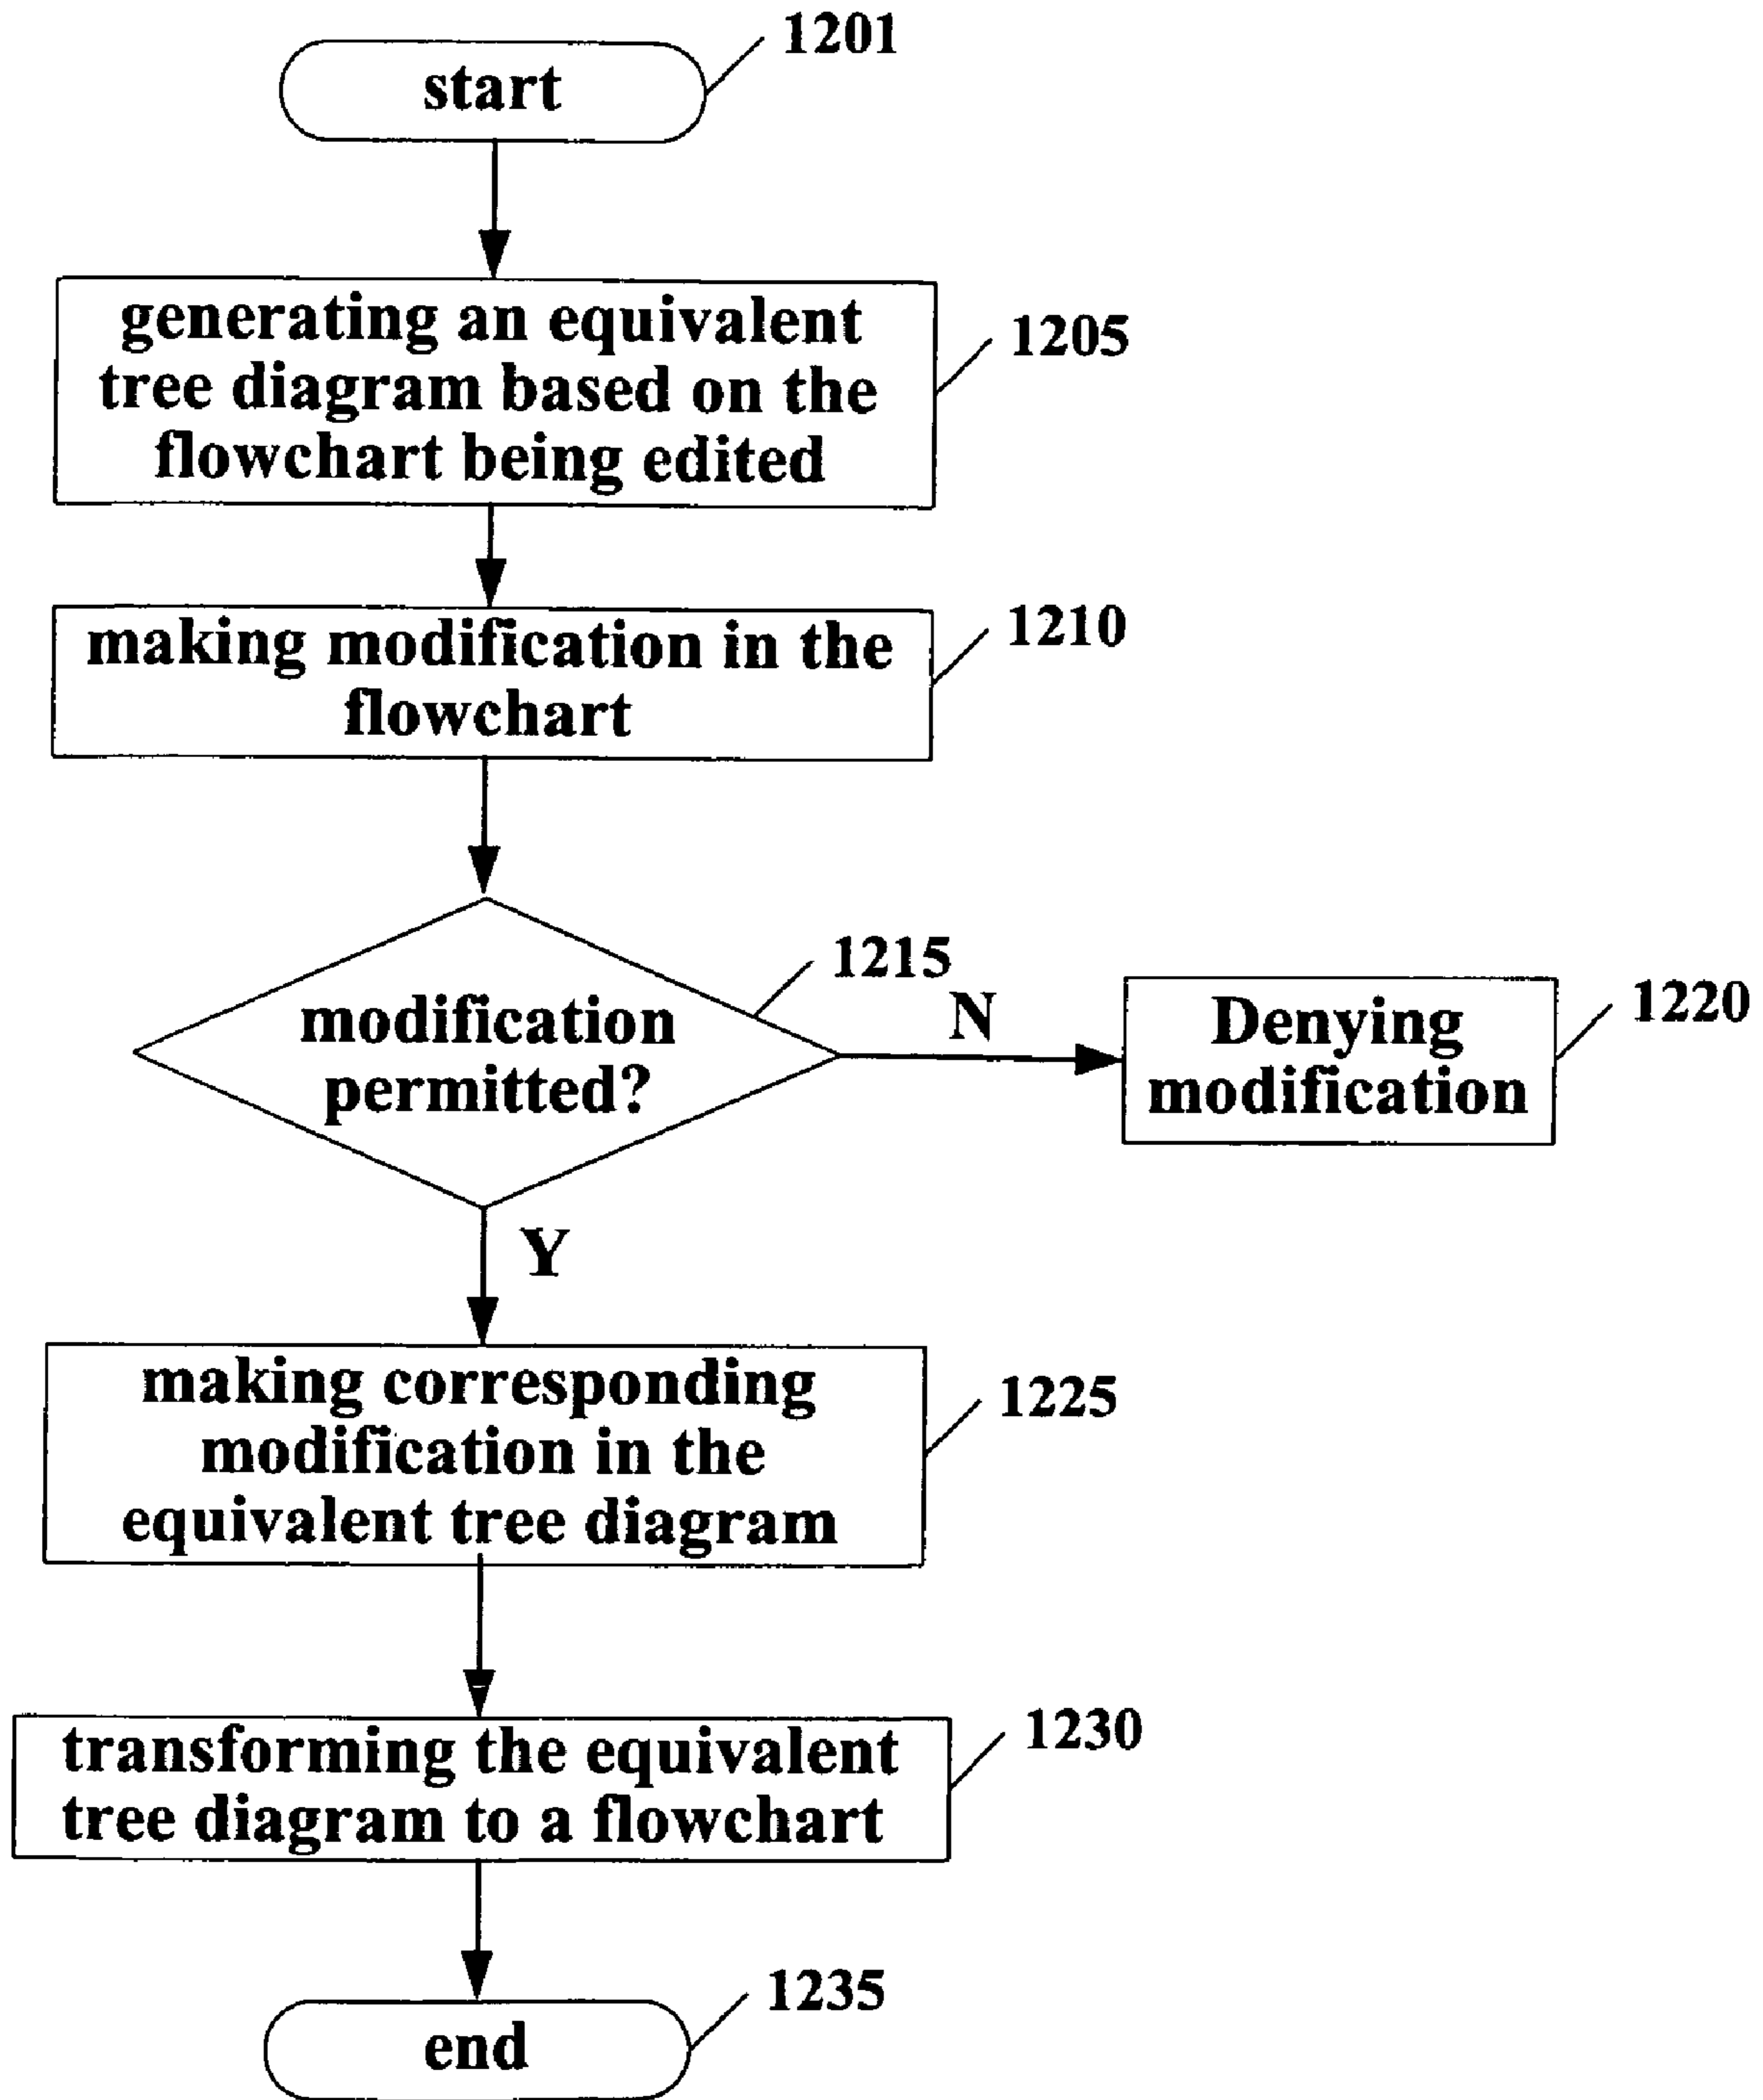 start
1201
generating an equivalent
tree diagram based on the
flowchart being edited
1205
making modification in the
flowchart
1210
modification
permitted?
1215
N
Denying
modification
1220
Y
making corresponding
modification in the
equivalent tree diagram
1225
transforming the equivalent
tree diagram to a flowchart
1230
end
1235